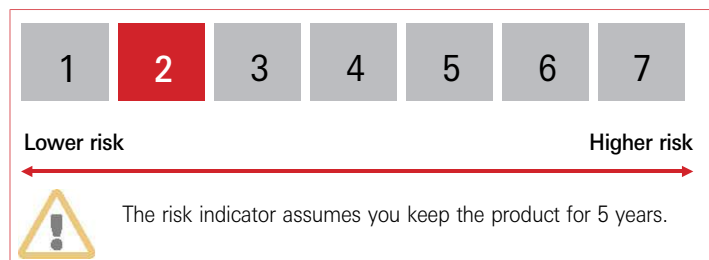 1 2 3 4 5 6 7
Lower risk Higher risk
The risk indicator assumes you keep the product for 5 years.